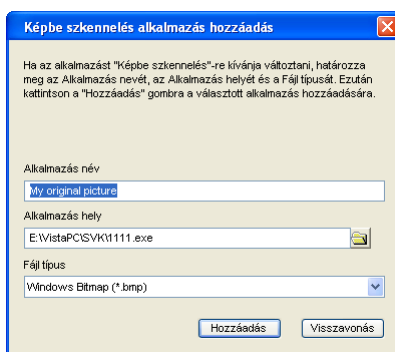 Képbe szkennelés alkalmazás hozzáadás
Ha az alkalmazást "Képbe szkennelés"-re kívánja változtani, határozza
meg az Alkalmazás nevét, az Alkalmazás helyét és a Fájl típusát. Ezután
kattintson a "Hozzáadás" gombra a választott alkalmazás hozzáadására.
Alkalmazás név
My original picture
Alkalmazás hely
E:\VistaPC\SVK\1111.exe
Fájl típus
Windows Bitmap (*.bmp)
Hozzáadás Visszavonás